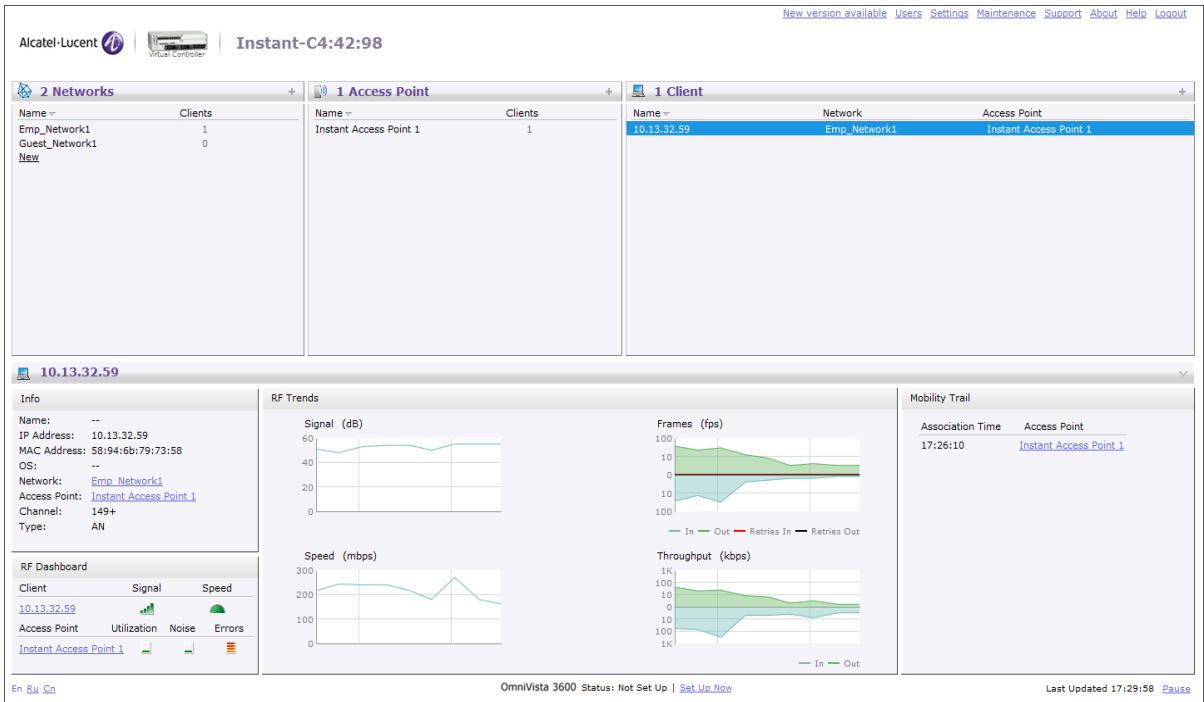 New version available Users Settings Maintenance Support About Help Logout
Alcatel·Lucent Virtual Controller Instant-C4:42:98
2 Networks +
Name Clients
Emp_Network1 1
Guest_Network1 0
New
1 Access Point +
Name Clients
Instant Access Point 1 1
1 Client +
Name Network Access Point
10.13.32.59 Emp_Network1 Instant Access Point 1
10.13.32.59
Info
Name: --
IP Address: 10.13.32.59
MAC Address: 58:94:6b:79:73:58
OS: --
Network: Emp_Network1
Access Point: Instant Access Point 1
Channel: 149+
Type: AN
RF Dashboard
Client Signal Speed
10.13.32.59
Access Point Utilization Noise Errors
Instant Access Point 1
RF Trends
Signal (dB)
60
40
20
0
Frames (fps)
100
10
0
10
100
In Out Retries In Retries Out
Speed (mbps)
300
200
100
0
Throughput (kbps)
1K
100
10
0
10
100
1K
In Out
Mobility Trail
Association Time Access Point
17:26:10 Instant Access Point 1
En Ru Cn
OmniVista 3600 Status: Not Set Up | Set Up Now
Last Updated 17:29:58 Pause